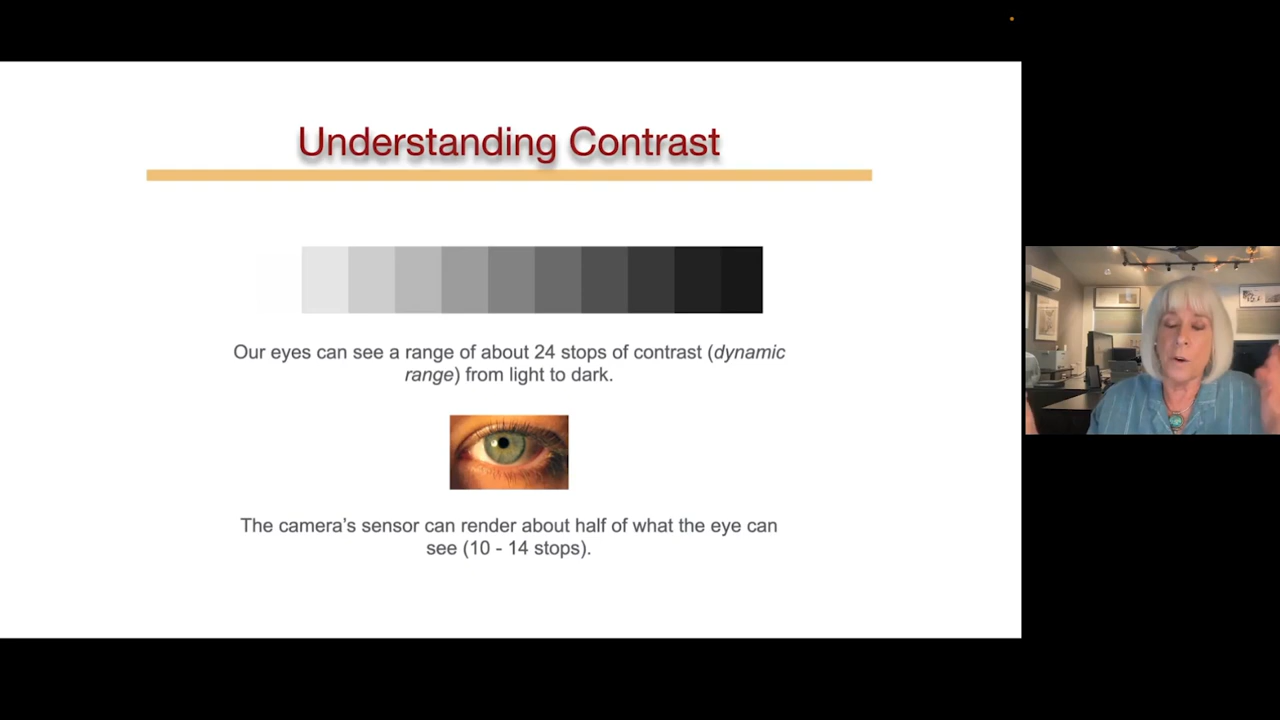 Understanding Contrast
Our eyes can see a range of about 24 stops of contrast (dynamic
range) from light to dark.
The camera’s sensor can render about half of what the eye can
see (10 - 14 stops).